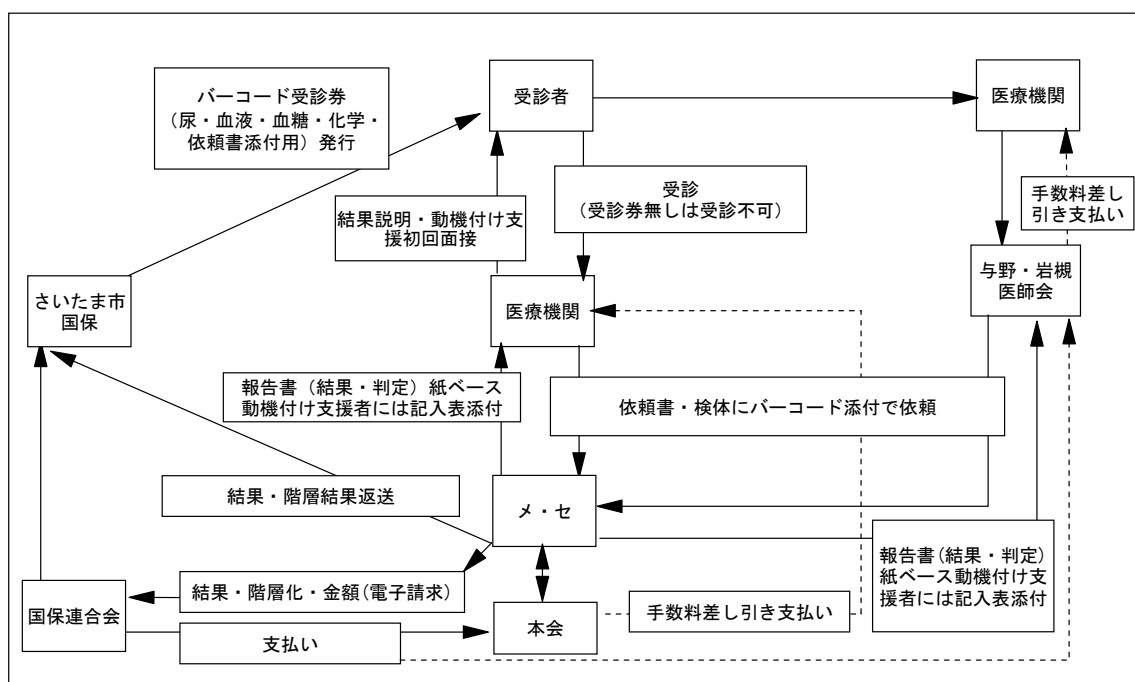 バーコード受診券
（尿・血液・血糖・化学・
依頼書添付用）発行
受診者
医療機関
受診
（受診券無しは受診不可）
手数料差し
引き支払い
結果説明・動機付け支
援初回面接
さいたま市
国保
医療機関
与野・岩槻
医師会
報告書（結果・判定）紙ベース
動機付け支援者には記入表添付
依頼書・検体にバーコード添付で依頼
結果・階層結果返送
メ・セ
報告書（結果・判定）
紙ベース動機付け支
援者には記入表添付
結果・階層化・金額（電子請求）
国保連合会
支払い
本会
手数料差し引き支払い